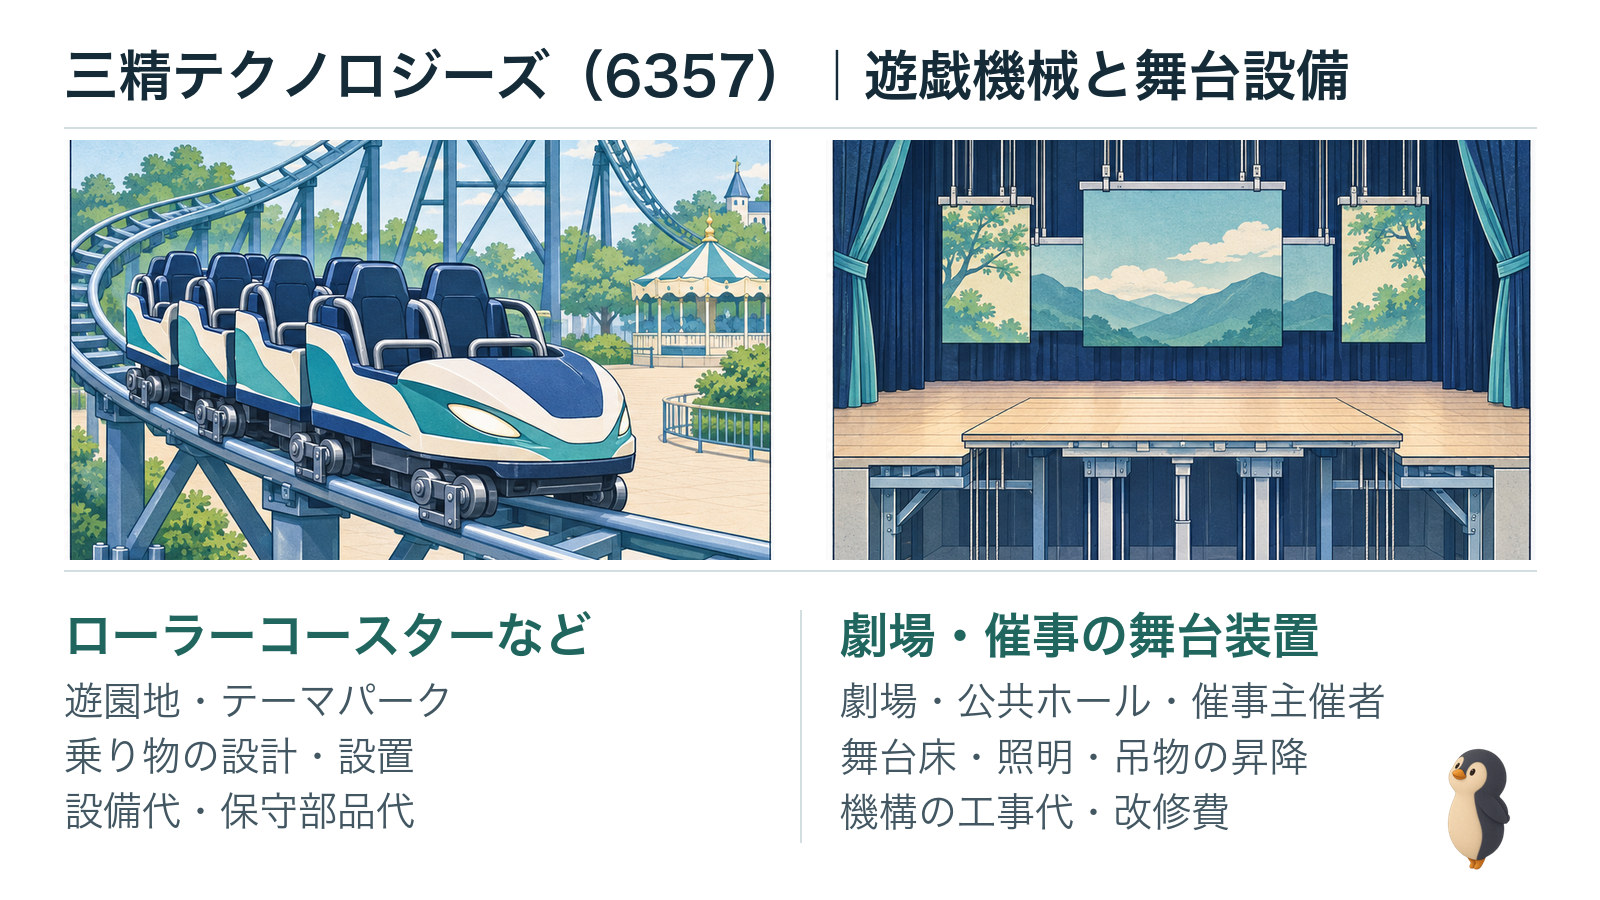 三精テクノロジーズ（6357）｜遊戯機械と舞台設備
ローラーコースターなど
遊園地・テーマパーク
乗り物の設計・設置
設備代・保守部品代
劇場・催事の舞台装置
劇場・公共ホール・催事主催者
舞台床・照明・吊物の昇降
機構の工事代・改修費